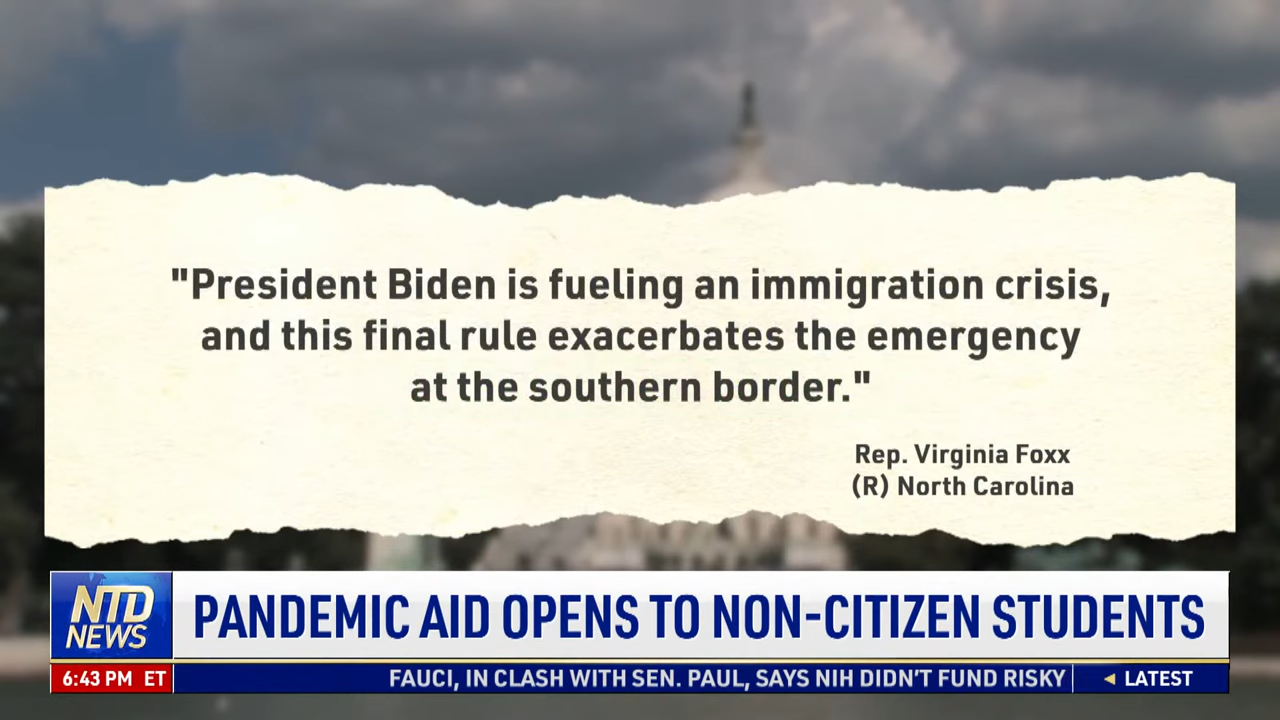 "President Biden is fueling an immigration crisis,
and this final rule exacerbates the emergency
at the southern border."
Rep. Virginia Foxx
(R) North Carolina
NTD
NEWS
PANDEMIC AID OPENS TO NON-CITIZEN STUDENTS
6:43 PM ET
FAUCI, IN CLASH WITH SEN. PAUL, SAYS NIH DIDN'T FUND RISKY
◄ LATEST